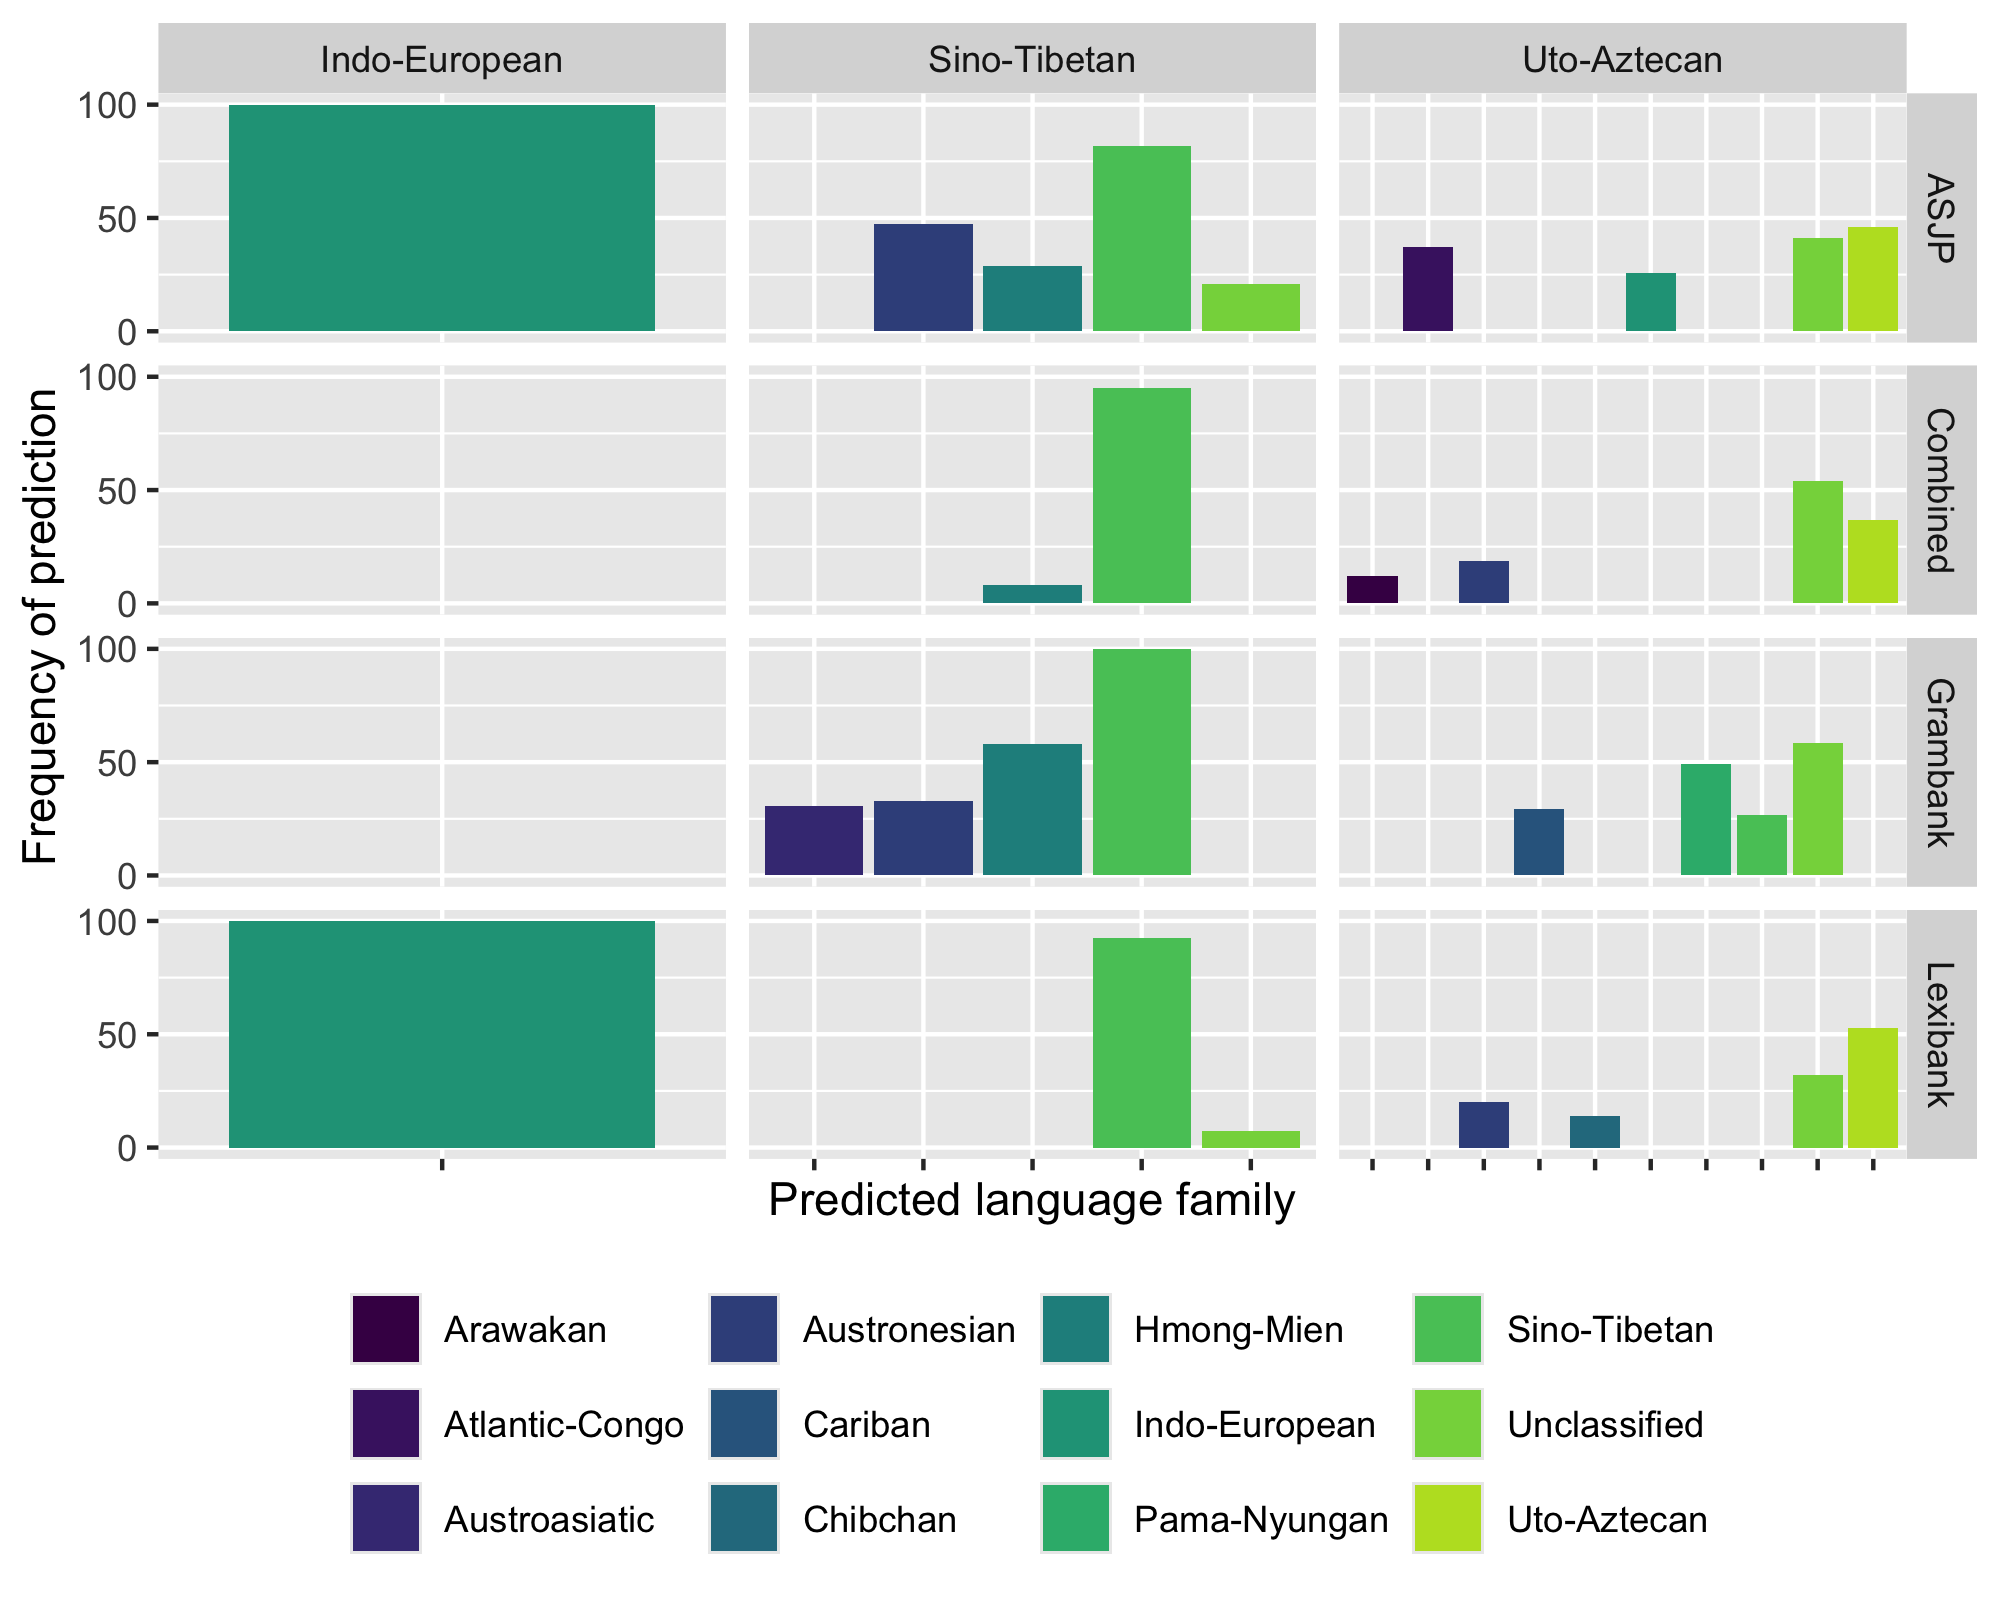 Indo-European
Sino-Tibetan
Uto-Aztecan
100
50
0
ASJP
100
50
0
Combined
100
50
0
Grambank
100
50
0
Lexibank
Frequency of prediction
Predicted language family
Arawakan
Austronesian
Hmong-Mien
Sino-Tibetan
Atlantic-Congo
Cariban
Indo-European
Unclassified
Austroasiatic
Chibchan
Pama-Nyungan
Uto-Aztecan